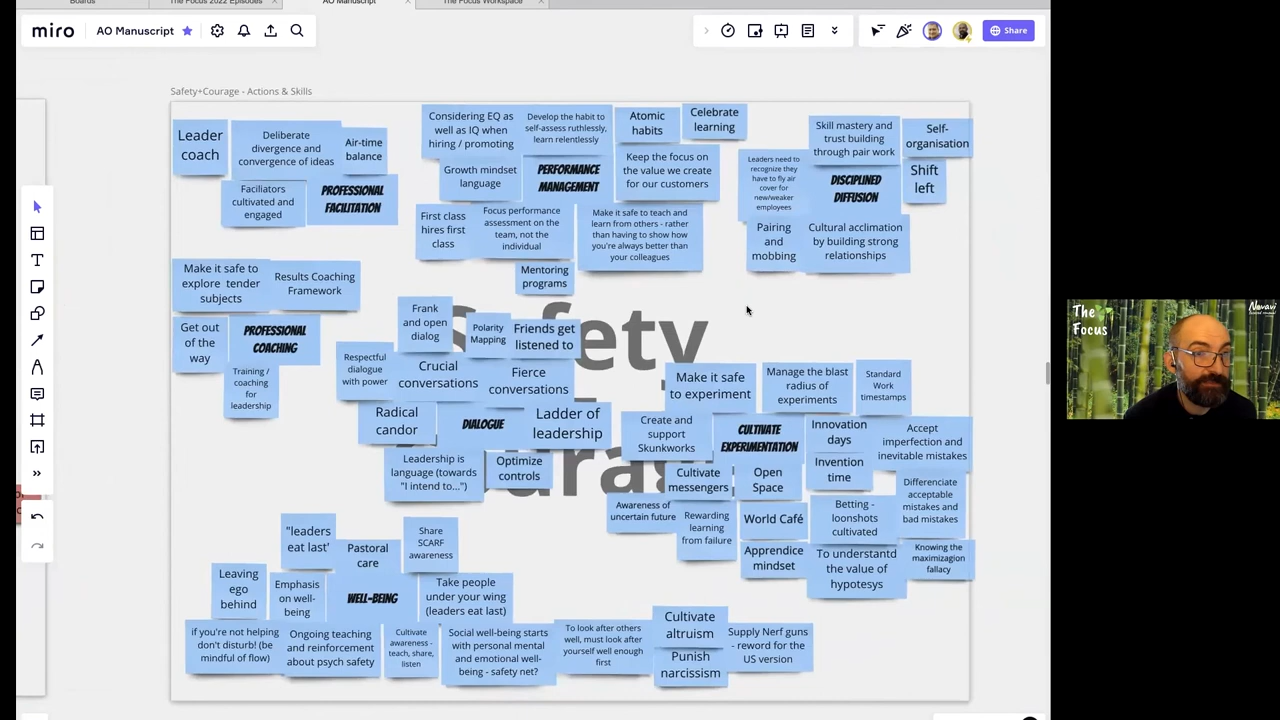 Boards
The Focus 2022 Episodes
AO Manuscript
The Focus Workspace
miro
AO Manuscript
Share
Safety+Courage - Actions & Skills
Leader
coach
Deliberate
divergence and
convergence of ideas
Air-time
balance
Faciliators
cultivated and
engaged
PROFESSIONAL
FACILITATION
Considering EQ as
well as IQ when
hiring / promoting
Develop the habit to
self-assess ruthlessly,
learn relentlessly
Atomic
habits
Celebrate
learning
Growth mindset
language
PERFORMANCE
MANAGEMENT
Keep the focus on
the value we create
for our customers
First class
hires first
class
Focus performance
assessment on the
team, not the
individual
Make it safe to teach and
learn from others - rather
than having to show how
you're always better than
your colleagues
Mentoring
programs
Skill mastery and
trust building
through pair work
Self-
organisation
Leaders need to
recognize they
have to fly air
cover for
new/weaker
employees
DISCIPLINED
DIFFUSION
Shift
left
Pairing
and
mobbing
Cultural acclimation
by building strong
relationships
Make it safe to
explore tender
subjects
Results Coaching
Framework
Get out
of the
way
PROFESSIONAL
COACHING
Training /
coaching
for
leadership
Safety
Frank
and open
dialog
Polarity
Mapping
Friends get
listened to
Respectful
dialogue
with power
Crucial
conversations
Fierce
conversations
Radical
candor
DIALOGUE
Ladder of
leadership
Leadership is
language (towards
"I intend to...")
Optimize
controls
Make it safe
to experiment
Manage the blast
radius of
experiments
Standard
Work
timestamps
Create and
support
Skunkworks
CULTIVATE
EXPERIMENTATION
Innovation
days
Accept
imperfection and
inevitable mistakes
Cultivate
messengers
Open
Space
Invention
time
Differenciate
acceptable
mistakes and
bad mistakes
Awareness of
uncertain future
Rewarding
learning
from failure
World Café
Betting -
loonshots
cultivated
Apprendice
mindset
To understantd
the value of
hypotesys
Knowing the
maximizagion
fallacy
"leaders
eat last'
Pastoral
care
Share
SCARF
awareness
Leaving
ego
behind
Emphasis
on well-
being
WELL-BEING
Take people
under your wing
(leaders eat last)
if you're not helping
don't disturb! (be
mindful of flow)
Ongoing teaching
and reinforcement
about psych safety
Cultivate
awareness -
teach, share,
listen
Social well-being starts
with personal mental
and emotional well-
being - safety net?
To look after others
well, must look after
yourself well enough
first
Cultivate
altruism
Punish
narcissism
Supply Nerf guns
- reword for the
US version
The
Focus
Novavi